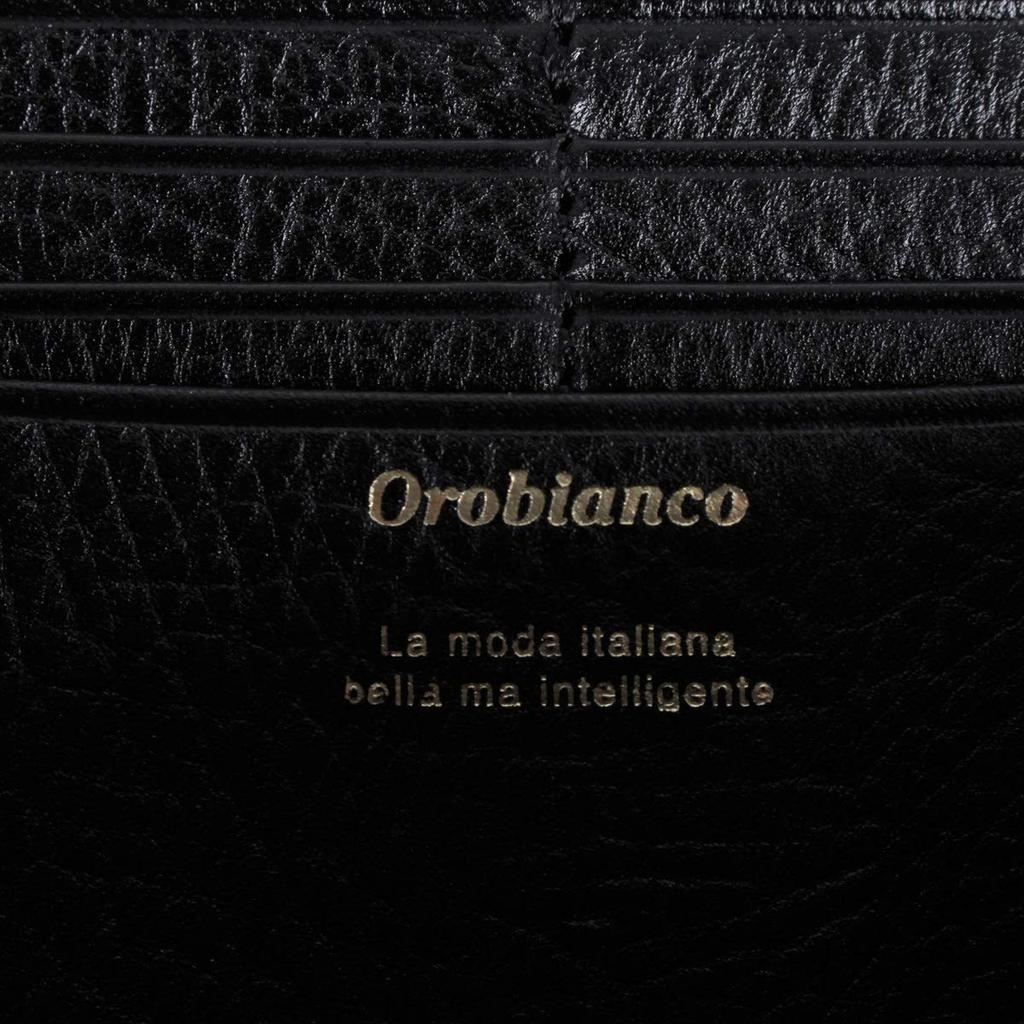 Orobianco
La moda italiana
bella ma intelligente